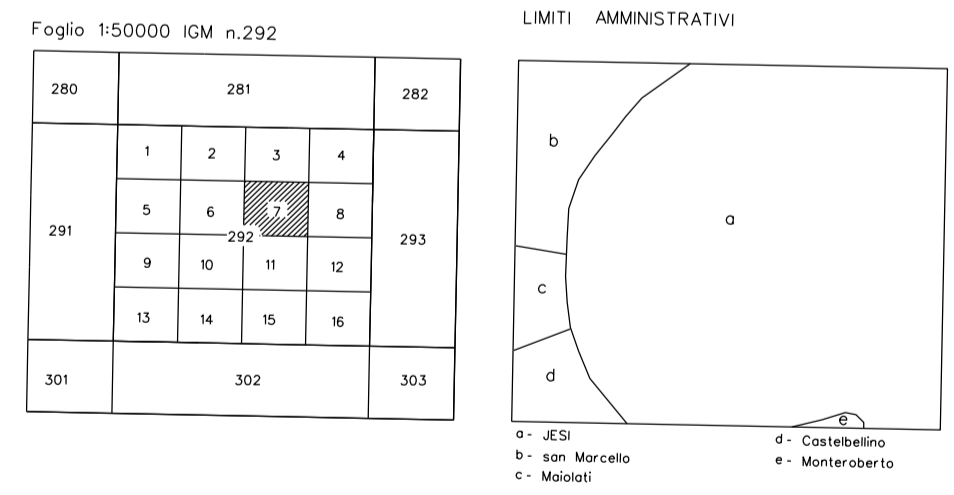 Foglio 1:50000 IGM n.292
280 281 282
1 2 3 4
291 5 6 7 8 293
292
9 10 11 12
13 14 15 16
301 302 303
LIMITI AMMINISTRATIVI
b
a
c
d
e
a - JESI
b - san Marcello
c - Maiolati
d - Castelbellino
e - Monteroberto